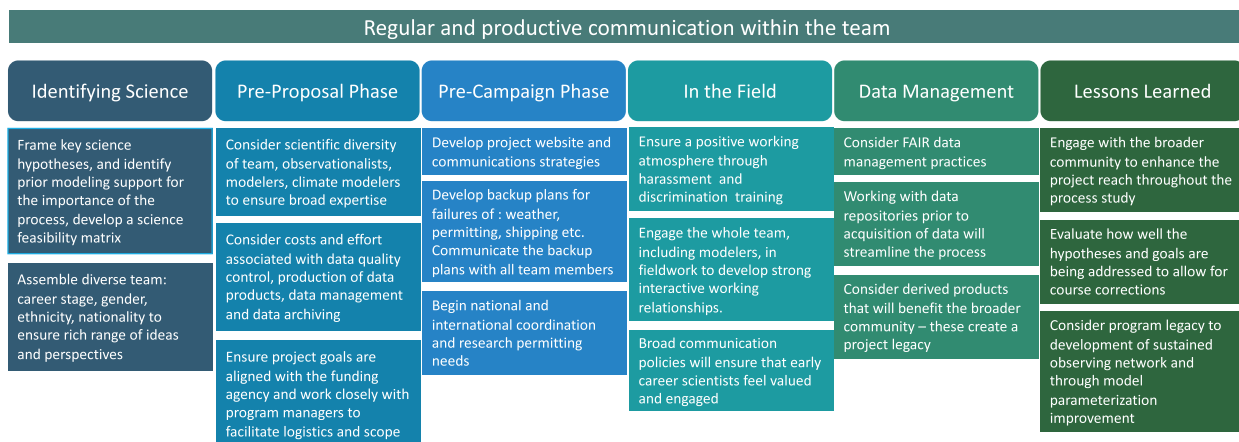 Regular and productive communication within the team
Identifying Science
Frame key science
hypotheses, and identify
prior modeling support for
the importance of the
process, develop a science
feasibility matrix
Assemble diverse team:
career stage, gender,
ethnicity, nationality to
ensure rich range of ideas
and perspectives
Pre-Proposal Phase
Consider scientific diversity
of team, observationalists,
modelers, climate modelers
to ensure broad expertise
Consider costs and effort
associated with data quality
control, production of data
products, data management
and data archiving
Ensure project goals are
aligned with the funding
agency and work closely with
program managers to
facilitate logistics and scope
Pre-Campaign Phase
Develop project website and
communications strategies
Develop backup plans for
failures of : weather,
permitting, shipping etc.
Communicate the backup
plans with all team members
Begin national and
international coordination
and research permitting
needs
In the Field
Ensure a positive working
atmosphere through
harassment and
discrimination training
Engage the whole team,
including modelers, in
fieldwork to develop strong
interactive working
relationships.
Broad communication
policies will ensure that early
career scientists feel valued
and engaged
Data Management
Consider FAIR data
management practices
Working with data
repositories prior to
acquisition of data will
streamline the process
Consider derived products
that will benefit the broader
community – these create a
project legacy
Lessons Learned
Engage with the broader
community to enhance the
project reach throughout the
process study
Evaluate how well the
hypotheses and goals are
being addressed to allow for
course corrections
Consider program legacy to
development of sustained
observing network and
through model
parameterization
improvement